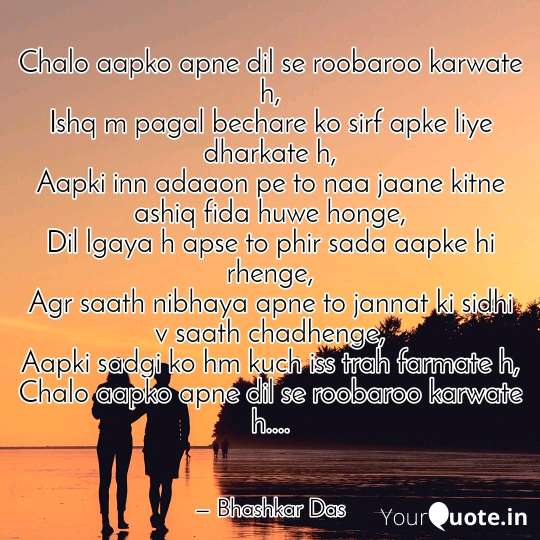 Chalo aapko apne dil se roobaroo karwate
h,
Ishq m pagal bechare ko sirf apke liye
dharkate h,
Aapki inn adaaon pe to naa jaane kitne
ashiq fida huwe honge,
Dil lgaya h apse to phir sada aapke hi
rhenge,
Agr saath nibhaya apne to jannat ki sidhi
v saath chadhenge,
Aapki sadgi ko hm kuch iss trah farmate h,
Chalo aapko apne dil se roobaroo karwate
h....
– Bhashkar Das
YourQuote.in